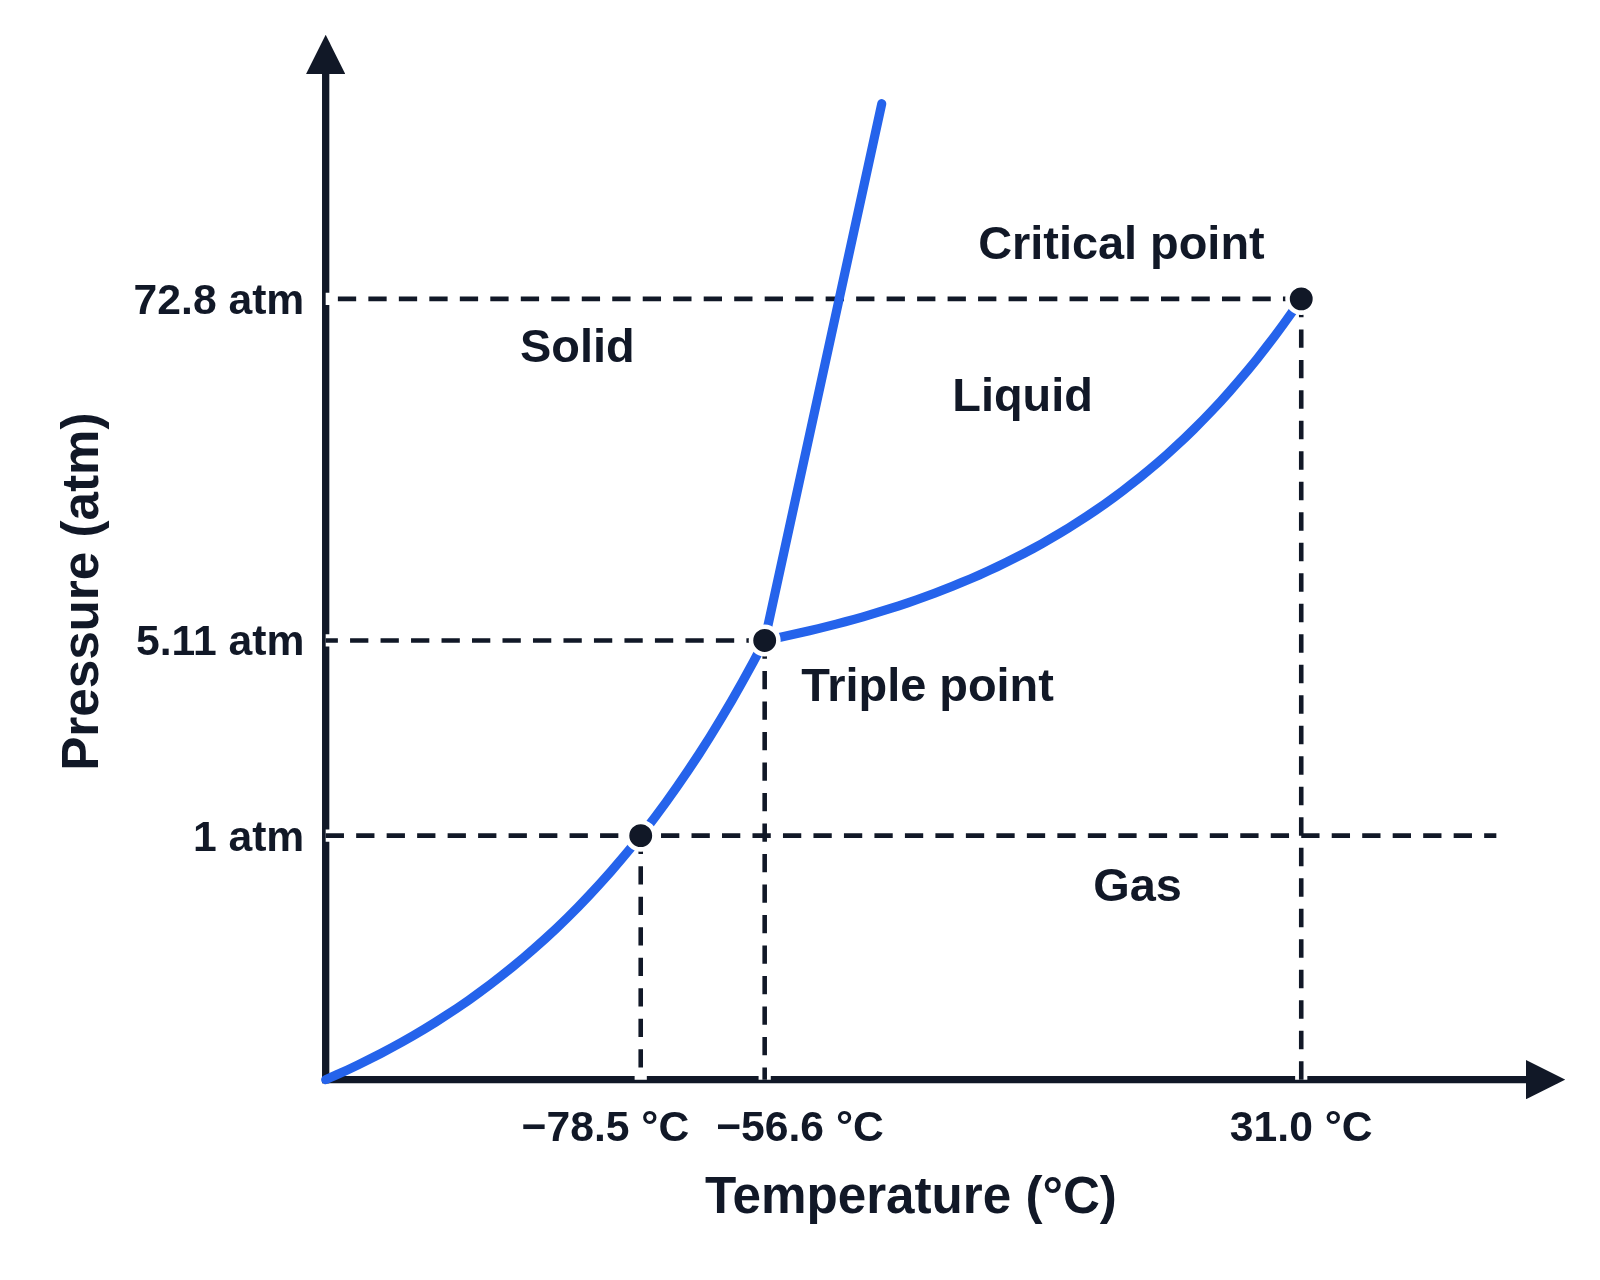 Critical point
72.8 atm
Solid
Liquid
Pressure (atm)
5.11 atm
Triple point
1 atm
Gas
−78.5 °C
−56.6 °C
31.0 °C
Temperature (°C)